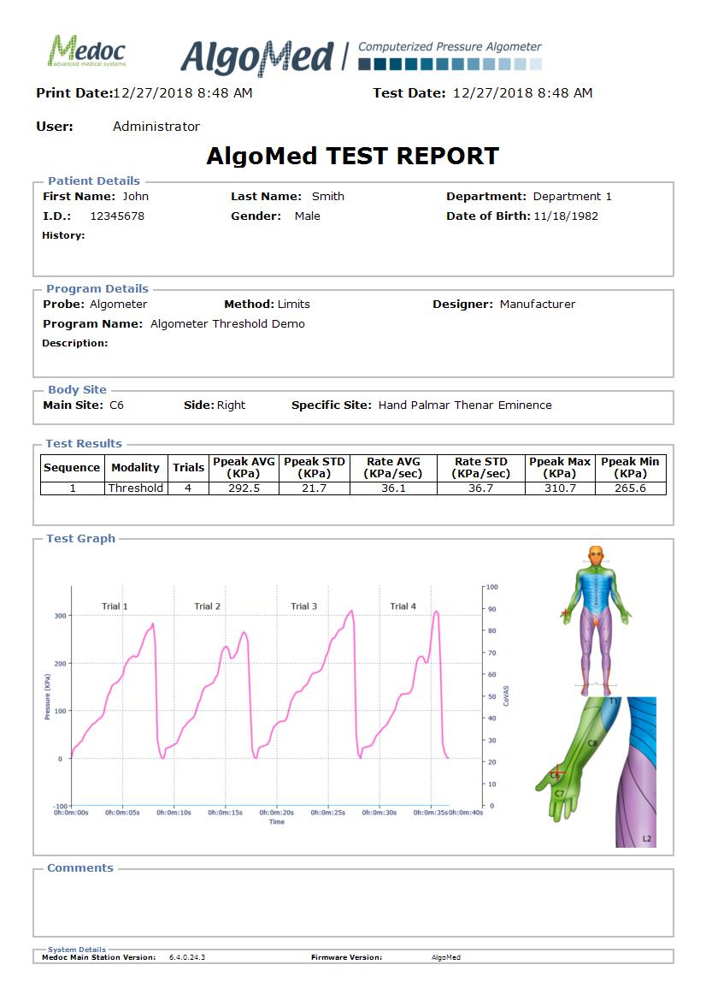 Medoc
advanced medical systems
AlgoMed | Computerized Pressure Algometer
Print Date:12/27/2018 8:48 AM Test Date: 12/27/2018 8:48 AM
User: Administrator
AlgoMed TEST REPORT
Patient Details
First Name: John Last Name: Smith Department: Department 1
I.D.: 12345678 Gender: Male Date of Birth: 11/18/1982
History:
Program Details
Probe: Algometer Method: Limits Designer: Manufacturer
Program Name: Algometer Threshold Demo
Description:
Body Site
Main Site: C6 Side: Right Specific Site: Hand Palmar Thenar Eminence
Test Results
Sequence Modality Trials Ppeak AVG (KPa) Ppeak STD (KPa) Rate AVG (KPa/sec) Rate STD (KPa/sec) Ppeak Max (KPa) Ppeak Min (KPa)
1 Threshold 4 292.5 21.7 36.1 36.7 310.7 265.6
Test Graph
Trial 1 Trial 2 Trial 3 Trial 4
300
200
100
0
-100
Pressure (KPa)
100
90
80
70
60
50
40
30
20
10
0
CoVAS
0h:0m:00s 0h:0m:05s 0h:0m:10s 0h:0m:15s 0h:0m:20s 0h:0m:25s 0h:0m:30s 0h:0m:35s 0h:0m:40s
Time
T1
C8
C6
C7
L2
Comments
System Details
Medoc Main Station Version: 6.4.0.24.3 Firmware Version: AlgoMed